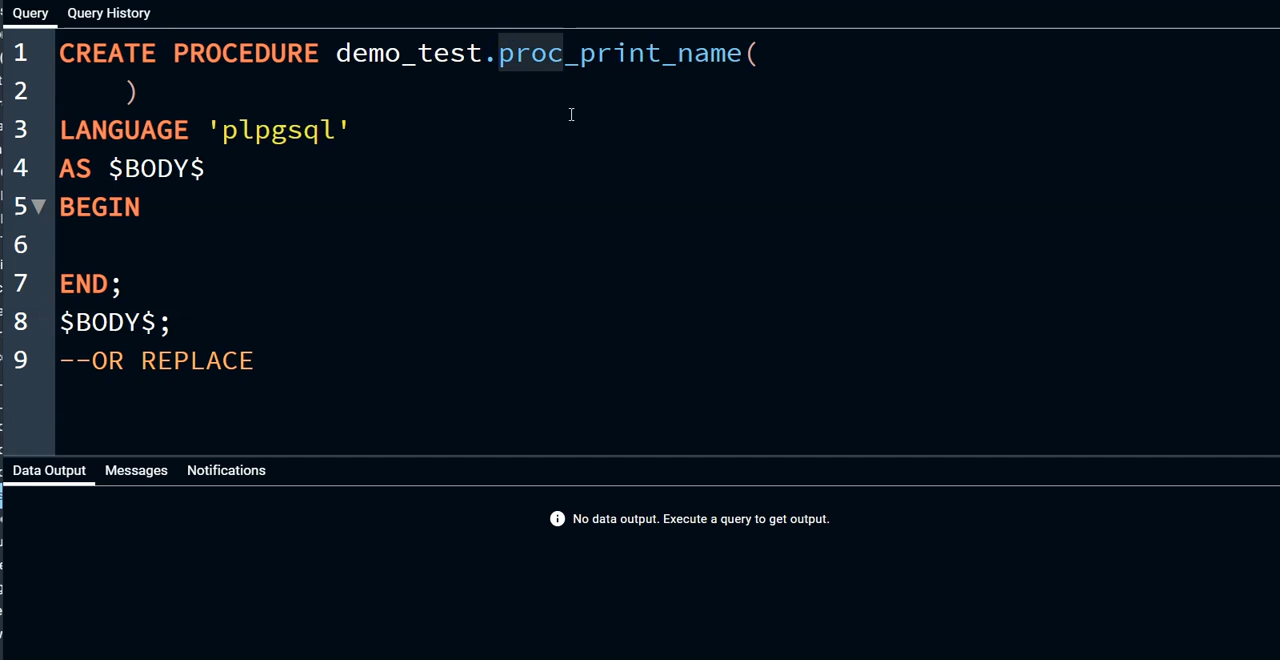 Query Query History
1 CREATE PROCEDURE demo_test.proc_print_name(
2 )
3 LANGUAGE 'plpgsql'
4 AS $BODY$
5 BEGIN
6
7 END;
8 $BODY$;
9 --OR REPLACE
Data Output Messages Notifications
No data output. Execute a query to get output.